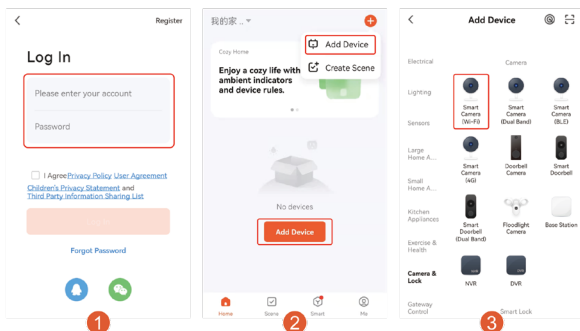 Register
Log In
Please enter your account
Password
I Agree Privacy Policy User Agreement
Children's Privacy Statement and
Third Party Information Sharing List
Forgot Password
1
我的家 ...
Add Device
Create Scene
Cozy Home
Enjoy a cozy life with
ambient indicators
and device rules.
No devices
Add Device
Home
Scene
Smart
Me
2
Add Device
Electrical
Lighting
Sensors
Large
Home A...
Small
Home A...
Kitchen
Appliances
Exercise &
Health
Camera &
Lock
Gateway
Control
Camera
Smart
Camera
(Wi-Fi)
Smart
Camera
(Dual Band)
Smart
Camera
(BLE)
Smart
Camera
(4G)
Doorbell
Camera
Smart
Doorbell
Smart
Doorbell
(Dual Band)
Floodlight
Camera
Base Station
NVR
DVR
Smart Lock
3